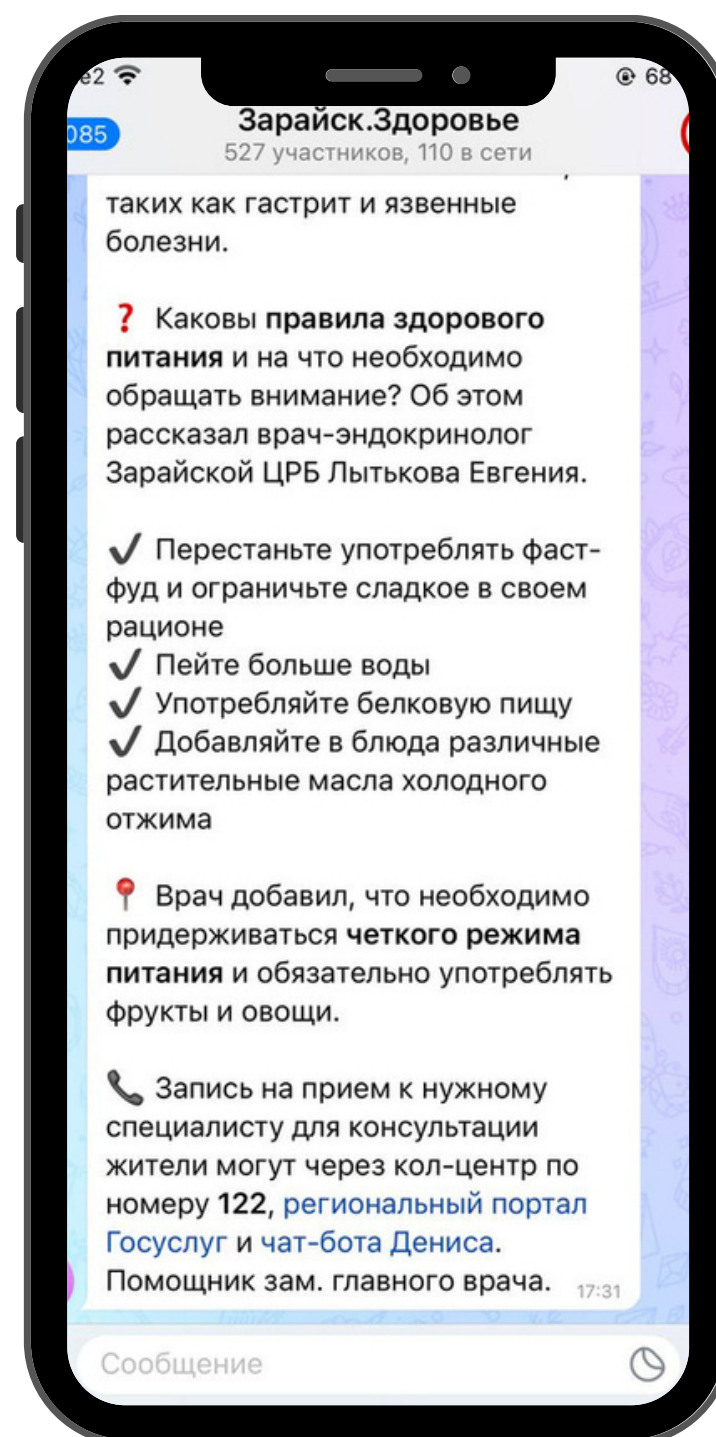 68
Зарайск.Здоровье
527 участников, 110 в сети
таких как гастрит и язвенные
болезни.
❓ Каковы правила здорового
питания и на что необходимо
обращать внимание? Об этом
рассказал врач-эндокринолог
Зарайской ЦРБ Лытькова Евгения.
✔ Перестаньте употреблять фаст-
фуд и ограничьте сладкое в своем
рационе
✔ Пейте больше воды
✔ Употребляйте белковую пищу
✔ Добавляйте в блюда различные
растительные масла холодного
отжима
📍 Врач добавил, что необходимо
придерживаться четкого режима
питания и обязательно употреблять
фрукты и овощи.
📞 Запись на прием к нужному
специалисту для консультации
жители могут через кол-центр по
номеру 122, региональный портал
Госуслуг и чат-бота Дениса.
Помощник зам. главного врача. 17:31
Сообщение